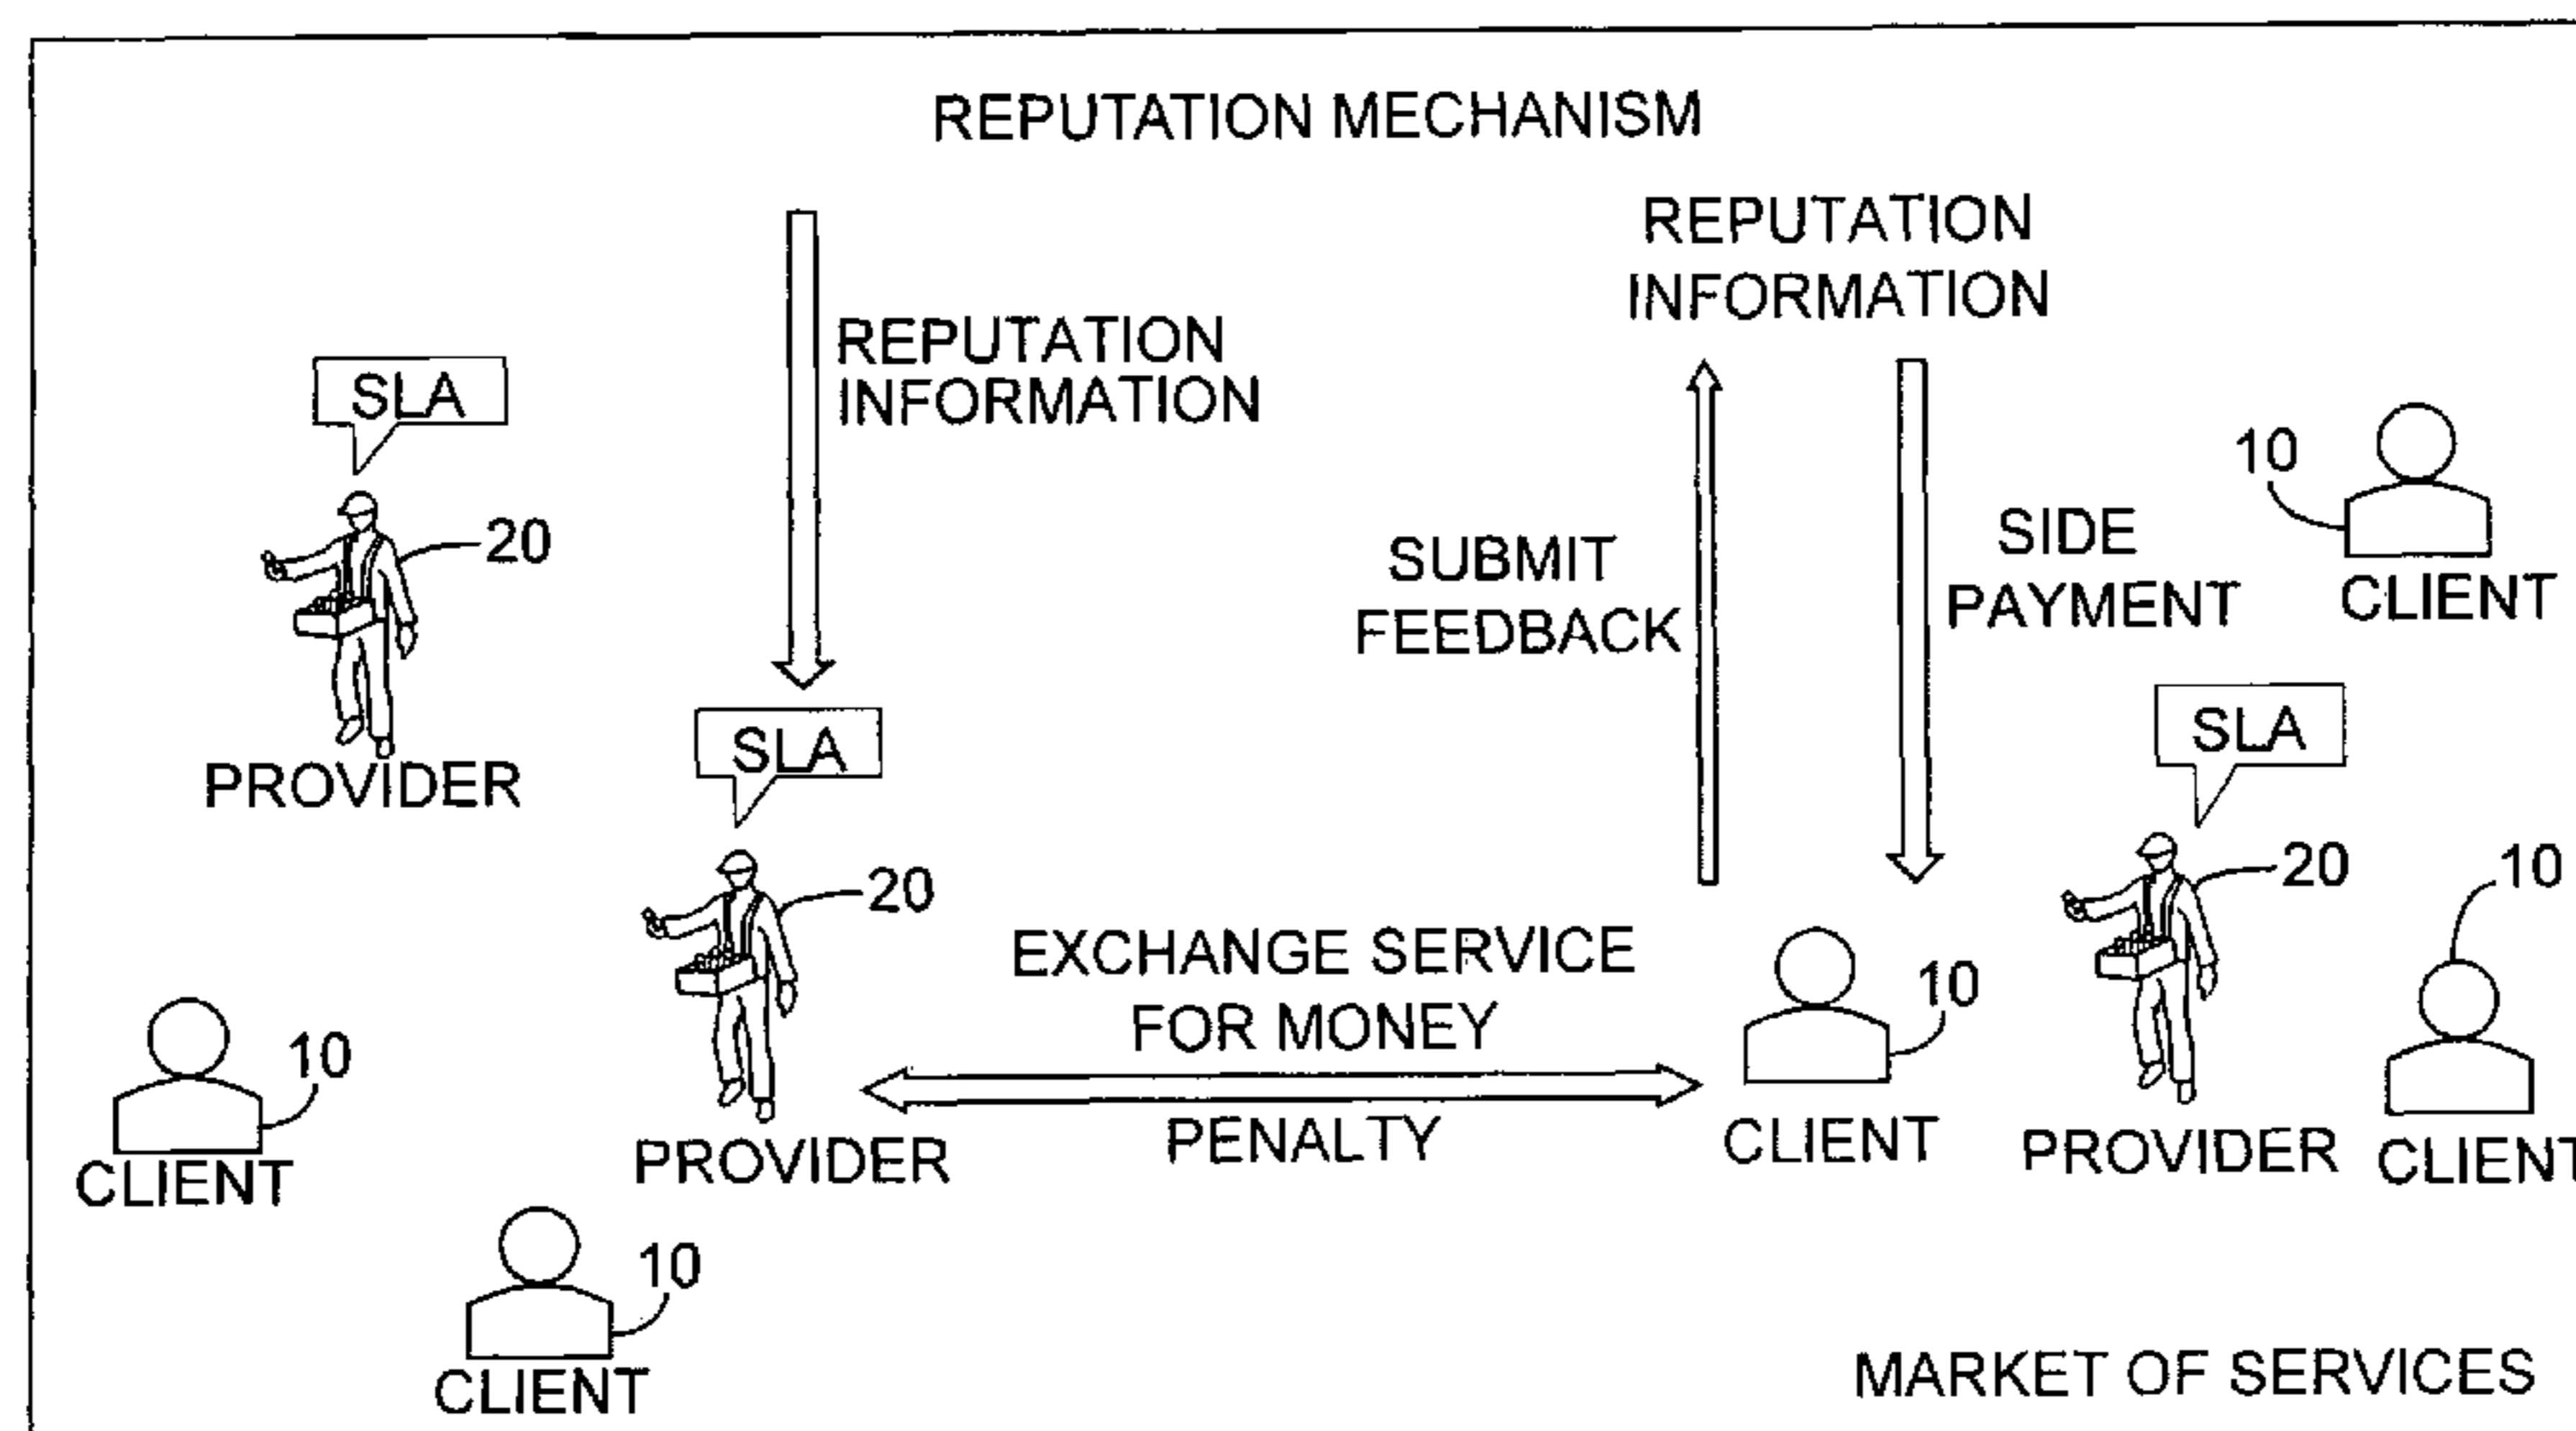 REPUTATION MECHANISM
REPUTATION
INFORMATION
REPUTATION
INFORMATION
SLA
20
PROVIDER
SUBMIT
FEEDBACK
SIDE
PAYMENT
10
CLIENT
SLA
20
PROVIDER
EXCHANGE SERVICE
FOR MONEY
PENALTY
10
CLIENT
SLA
20
PROVIDER
10
CLIENT
10
CLIENT
10
CLIENT
MARKET OF SERVICES